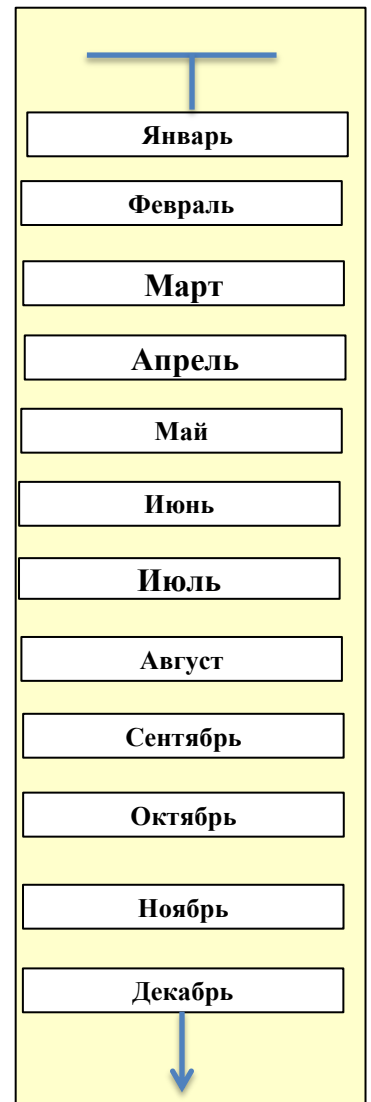 Январь
Февраль
Март
Апрель
Май
Июнь
Июль
Август
Сентябрь
Октябрь
Ноябрь
Декабрь